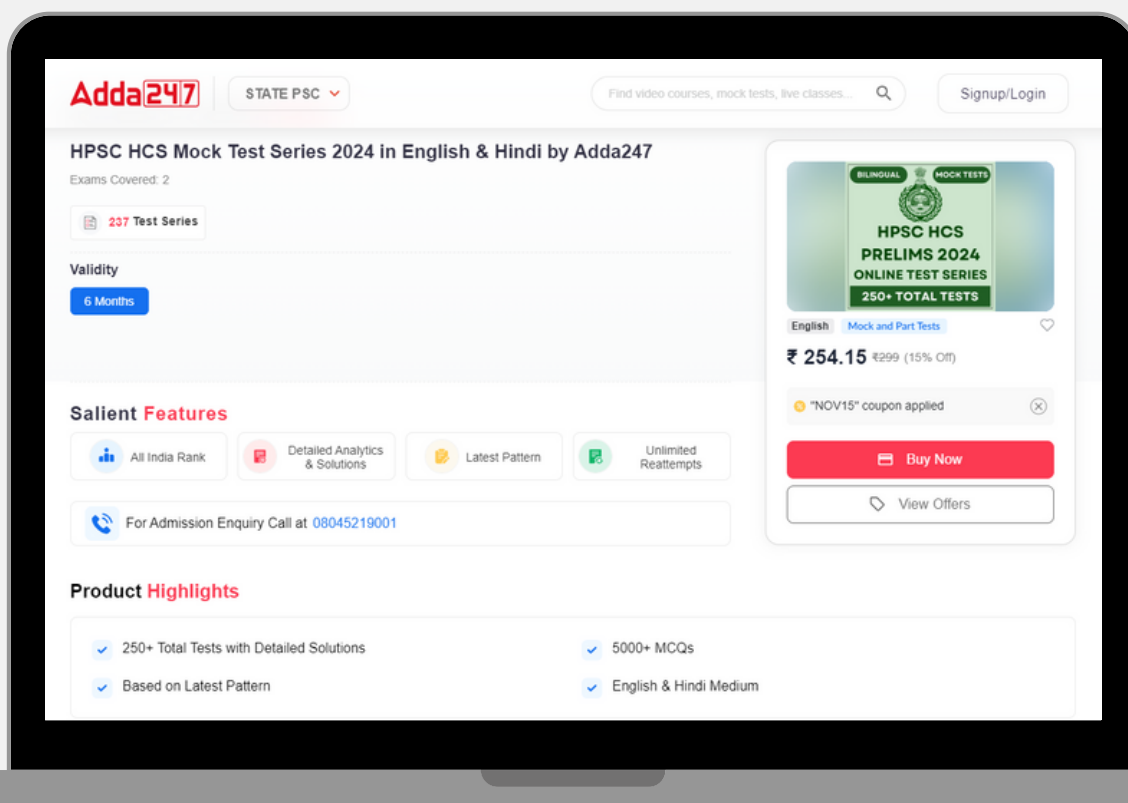 Adda247
STATE PSC
Find video courses, mock tests, live classes...
Signup/Login
HPSC HCS Mock Test Series 2024 in English & Hindi by Adda247
Exams Covered: 2
237 Test Series
Validity
6 Months
BILINGUAL
MOCK TESTS
HPSC HCS
PRELIMS 2024
ONLINE TEST SERIES
250+ TOTAL TESTS
English
Mock and Part Tests
₹ 254.15 ₹299 (15% Off)
"NOV15" coupon applied
Buy Now
View Offers
Salient Features
All India Rank
Detailed Analytics
& Solutions
Latest Pattern
Unlimited
Reattempts
For Admission Enquiry Call at 08045219001
Product Highlights
250+ Total Tests with Detailed Solutions
5000+ MCQs
Based on Latest Pattern
English & Hindi Medium